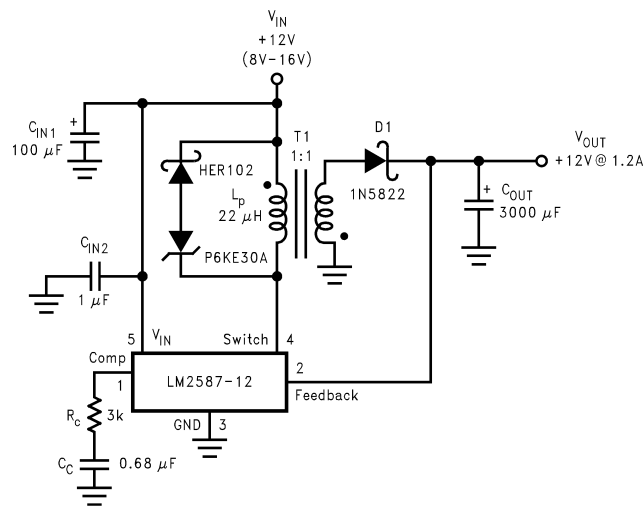 VIN
+12V
(8V-16V)
CIN1
+
100 μF
HER102
T1
1:1
D1
1N5822
VOUT
+12V @ 1.2A
+
COUT
3000 μF
Lp
22 μH
P6KE30A
CIN2
1 μF
5
VIN
Switch
4
Comp
1
LM2587-12
2
Feedback
GND
3
Rc
3k
CC
0.68 μF